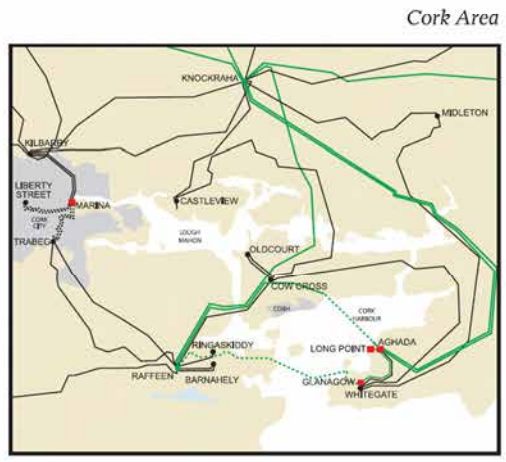 Cork Area
KNOCKRAHA
MIDLETON
KILBARRY
LIBERTY
STREET
MARINA
CASTLEVIEW
CORK
CITY
LOUGH
MAHON
TRABEG
OLDCOURT
COW CROSS
COBH
CORK
HARBOUR
RINGASKIDDY
LONG POINT
AGHADA
RAFFEEN
BARNAHELY
GLANAGOW
WHITEGATE